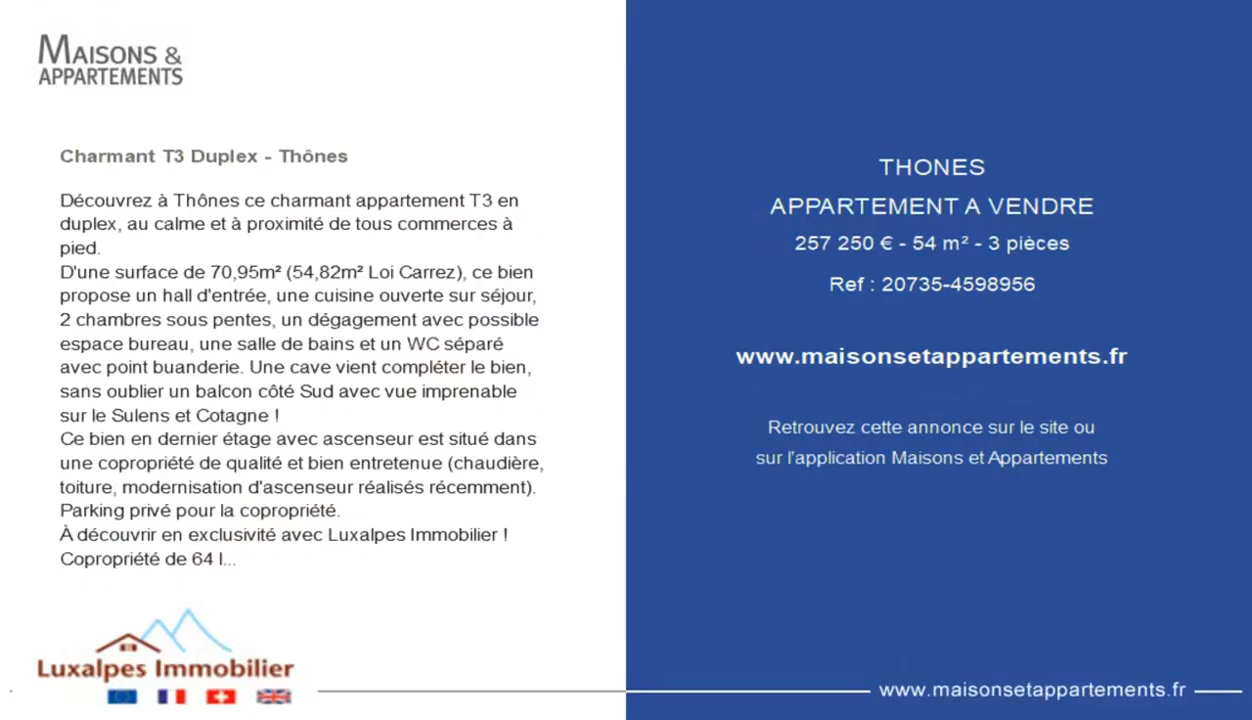 MAISONS &
APPARTEMENTS
Charmant T3 Duplex - Thônes
Découvrez à Thônes ce charmant appartement T3 en
duplex, au calme et à proximité de tous commerces à
pied.
D'une surface de 70,95m² (54,82m² Loi Carrez), ce bien
propose un hall d'entrée, une cuisine ouverte sur séjour,
2 chambres sous pentes, un dégagement avec possible
espace bureau, une salle de bains et un WC séparé
avec point buanderie. Une cave vient compléter le bien,
sans oublier un balcon côté Sud avec vue imprenable
sur le Sulens et Cotagne !
Ce bien en dernier étage avec ascenseur est situé dans
une copropriété de qualité et bien entretenue (chaudière,
toiture, modernisation d'ascenseur réalisés récemment).
Parking privé pour la copropriété.
À découvrir en exclusivité avec Luxalpes Immobilier !
Copropriété de 64 l...
Luxalpes Immobilier
THONES
APPARTEMENT A VENDRE
257 250 € - 54 m² - 3 pièces
Ref : 20735-4598956
www.maisonsetappartements.fr
Retrouvez cette annonce sur le site ou
sur l'application Maisons et Appartements
www.maisonsetappartements.fr